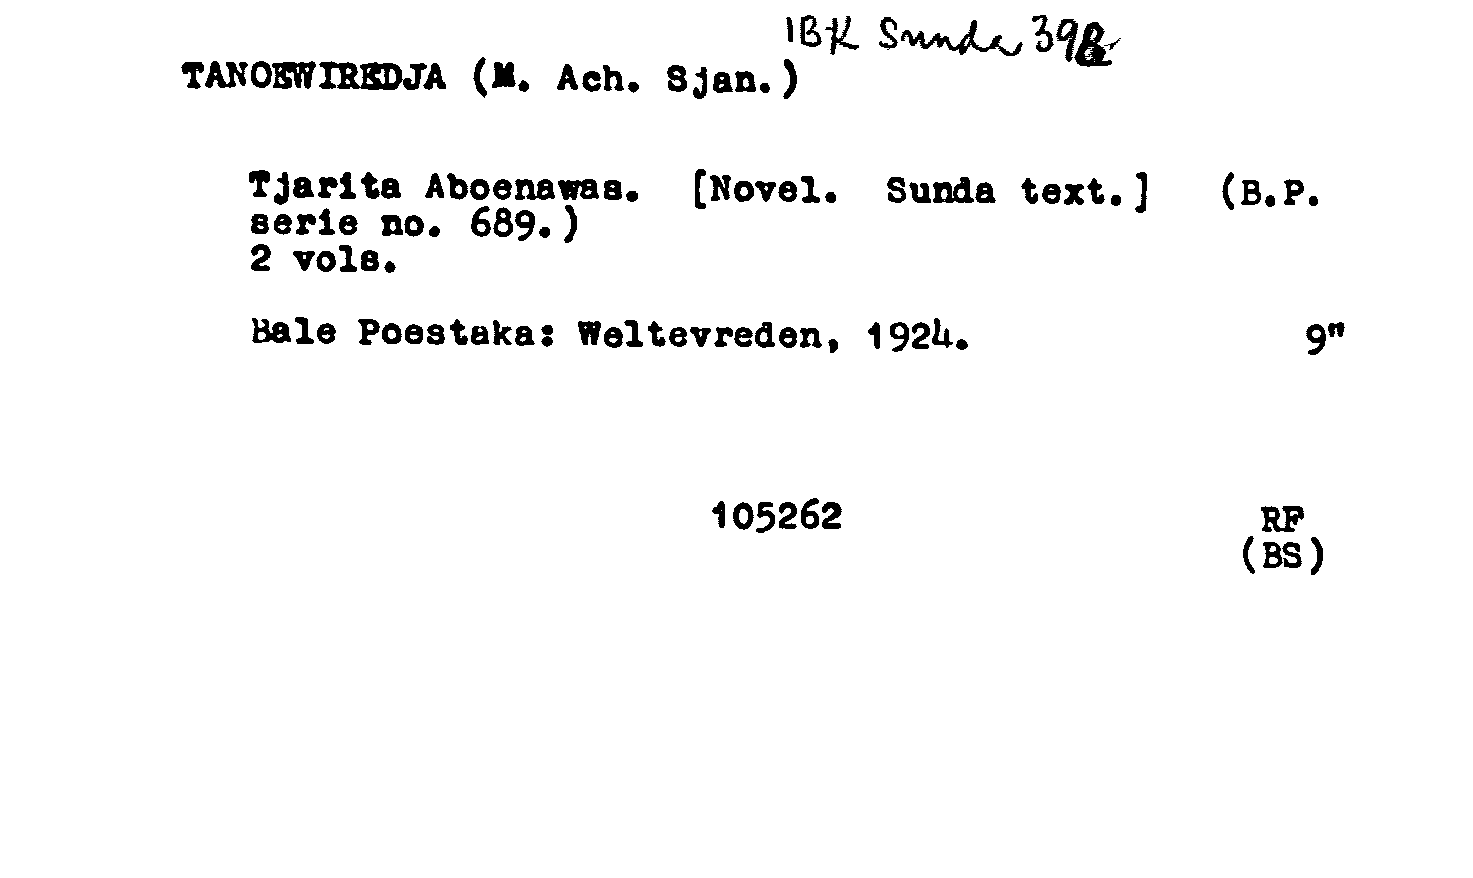 IBK Sunda 39
TANOEWIREDJA (M. Ach. Sjan.)
Tjarita Aboenawas. [Novel. Sunda text.] (B.P.
serie no. 689.)
2 vols.
Bale Poestaka: Weltevreden, 1924. 9"
105262 RF
(BS)